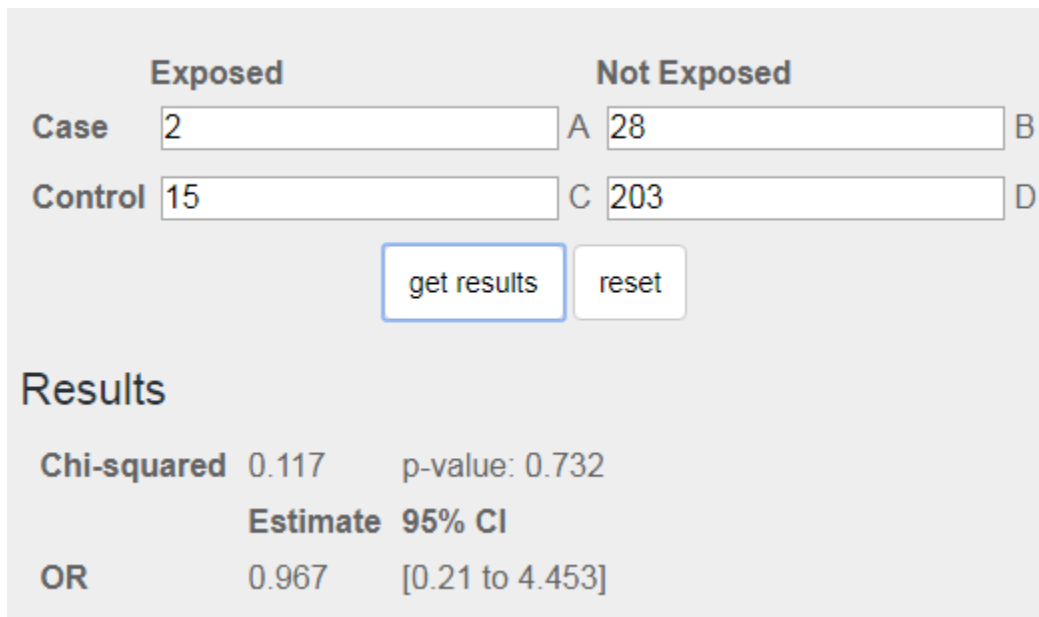 Exposed Not Exposed
Case 2 A 28 B
Control 15 C 203 D
get results reset
Results
Chi-squared 0.117 p-value: 0.732
Estimate 95% CI
OR 0.967 [0.21 to 4.453]